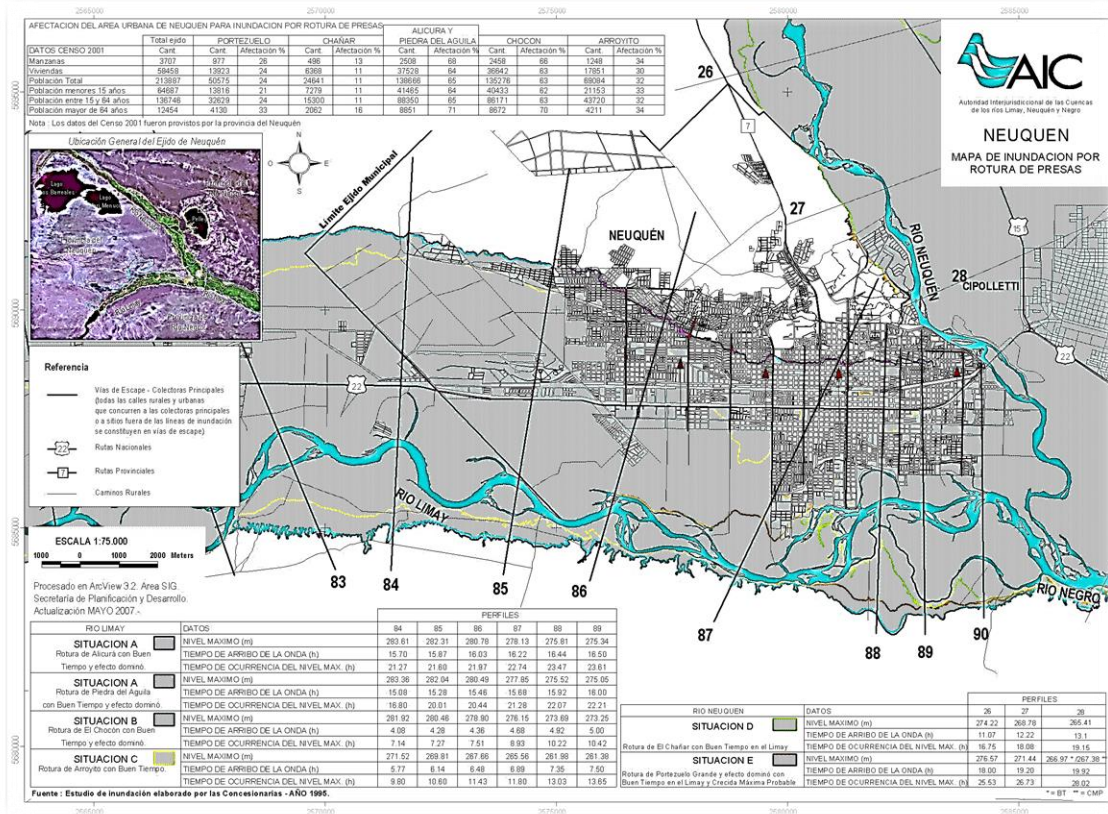 2565000 2570000 2575000 2580000 2585000
AFECTACION DEL AREA URBANA DE NEUQUEN PARA INUNDACION POR ROTURA DE PRESAS
Total ejido PORTEZUELO CHAÑAR ALICURA Y PIEDRA DEL AGUILA CHOCON ARROYITO
DATOS CENSO 2001 Cant. Cant. Afectación % Cant. Afectación % Cant. Afectación % Cant. Afectación % Cant. Afectación %
Manzanas 3707 977 26 496 13 2508 68 2458 66 1248 34
Viviendas 58458 13923 24 6368 11 37528 64 36642 63 17851 30
Población Total 213887 50575 24 24641 11 138666 65 135276 63 69084 32
Población menores 15 años 64687 13816 21 7279 11 41465 64 40433 62 21153 33
Población entre 15 y 64 años 136746 32629 24 15300 11 88350 65 86171 63 43720 32
Población mayor de 64 años 12454 4130 33 2062 16 8851 71 8672 70 4211 34
Nota : Los datos del Censo 2001 fueron provistos por la provincia del Neuquén
AIC
Autoridad Interjurisdiccional de las Cuencas
de los ríos Limay, Neuquén y Negro
NEUQUEN
MAPA DE INUNDACION POR
ROTURA DE PRESAS
Ubicación General del Ejido de Neuquén
Lago
Lago
N
O E
S
Límite Ejido Municipal
NEUQUÉN
26
7
27
RIO NEUQUÉN
151
28
CIPOLLETTI
22
22
RIO LIMAY
RIO NEGRO
83 84 85 86 87 88 89 90
Referencia
Vías de Escape - Colectoras Principales
(todas las calles rurales y urbanas
que concurren a las colectoras principales
o a sitios fuera de las líneas de inundación
se constituyen en vías de escape)
22 Rutas Nacionales
7 Rutas Provinciales
Caminos Rurales
ESCALA 1:75.000
1000 0 1000 2000 Meters
Procesado en ArcView 3.2. Area SIG.
Secretaría de Planificación y Desarrollo.
Actualización MAYO 2007.-
PERFILES
RIO LIMAY DATOS 84 85 86 87 88 89
SITUACION A
Rotura de Alicurá con Buen
Tiempo y efecto dominó.
NIVEL MAXIMO (m) 283.61 282.31 280.78 278.13 275.81 275.34
TIEMPO DE ARRIBO DE LA ONDA (h) 15.70 15.87 16.03 16.22 16.44 16.50
TIEMPO DE OCURRENCIA DEL NIVEL MAX. (h) 21.27 21.60 21.97 22.74 23.47 23.61
SITUACION A
Rotura de Piedra del Aguila
con Buen Tiempo y efecto dominó.
NIVEL MAXIMO (m) 283.36 282.04 280.49 277.85 275.52 275.05
TIEMPO DE ARRIBO DE LA ONDA (h) 15.08 15.28 15.46 15.68 15.92 16.00
TIEMPO DE OCURRENCIA DEL NIVEL MAX. (h) 16.80 20.01 20.44 21.28 22.07 22.21
SITUACION B
Rotura de El Chocón con Buen
Tiempo y efecto dominó.
NIVEL MAXIMO (m) 281.92 280.46 278.90 276.15 273.69 273.25
TIEMPO DE ARRIBO DE LA ONDA (h) 4.08 4.28 4.36 4.68 4.92 5.00
TIEMPO DE OCURRENCIA DEL NIVEL MAX. (h) 7.14 7.27 7.51 8.93 10.22 10.42
SITUACION C
Rotura de Arroyito con Buen Tiempo.
NIVEL MAXIMO (m) 271.52 269.81 267.66 265.56 261.98 261.38
TIEMPO DE ARRIBO DE LA ONDA (h) 5.77 6.14 6.48 6.89 7.35 7.50
TIEMPO DE OCURRENCIA DEL NIVEL MAX. (h) 9.80 10.60 11.43 11.80 13.03 13.65
Fuente : Estudio de inundación elaborado por las Concesionarias - AÑO 1995.
PERFILES
RIO NEUQUEN DATOS 26 27 28
SITUACION D
Rotura de El Chañar con Buen Tiempo en el Limay
NIVEL MAXIMO (m) 274.22 268.78 265.41
TIEMPO DE ARRIBO DE LA ONDA (h) 11.07 12.22 13.1
TIEMPO DE OCURRENCIA DEL NIVEL MAX. (h) 16.75 18.08 19.15
SITUACION E
Rotura de Portezuelo Grande y efecto dominó con
Buen Tiempo en el Limay y Crecida Máxima Probable
NIVEL MAXIMO (m) 276.57 271.44 266.97 */267.38 **
TIEMPO DE ARRIBO DE LA ONDA (h) 18.00 19.20 19.92
TIEMPO DE OCURRENCIA DEL NIVEL MAX. (h) 25.53 26.73 28.02
* = BT ** = CMP
2565000 2570000 2575000 2580000 2585000